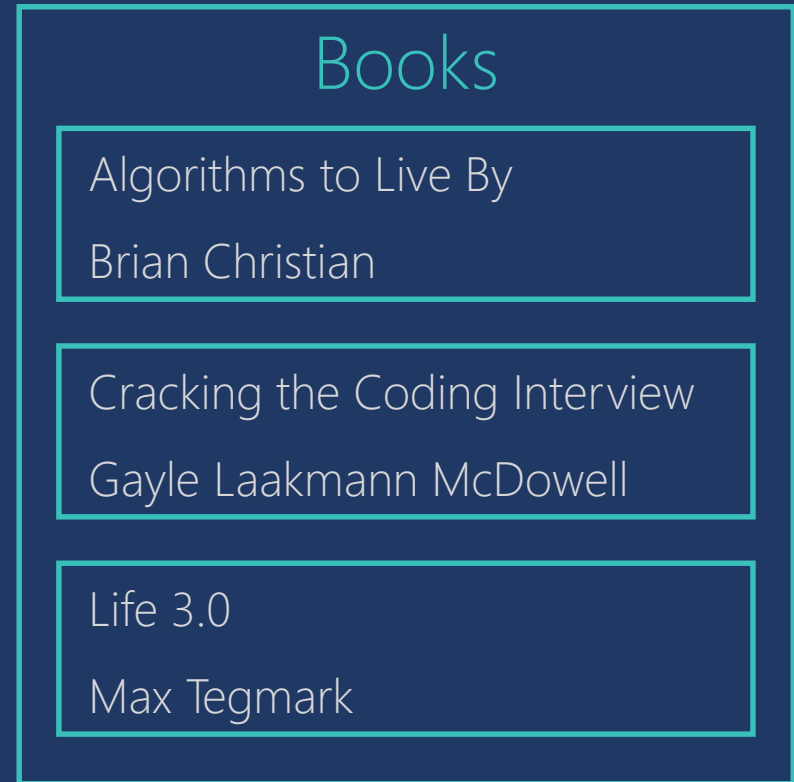 Books
Algorithms to Live By
Brian Christian
Cracking the Coding Interview
Gayle Laakmann McDowell
Life 3.0
Max Tegmark